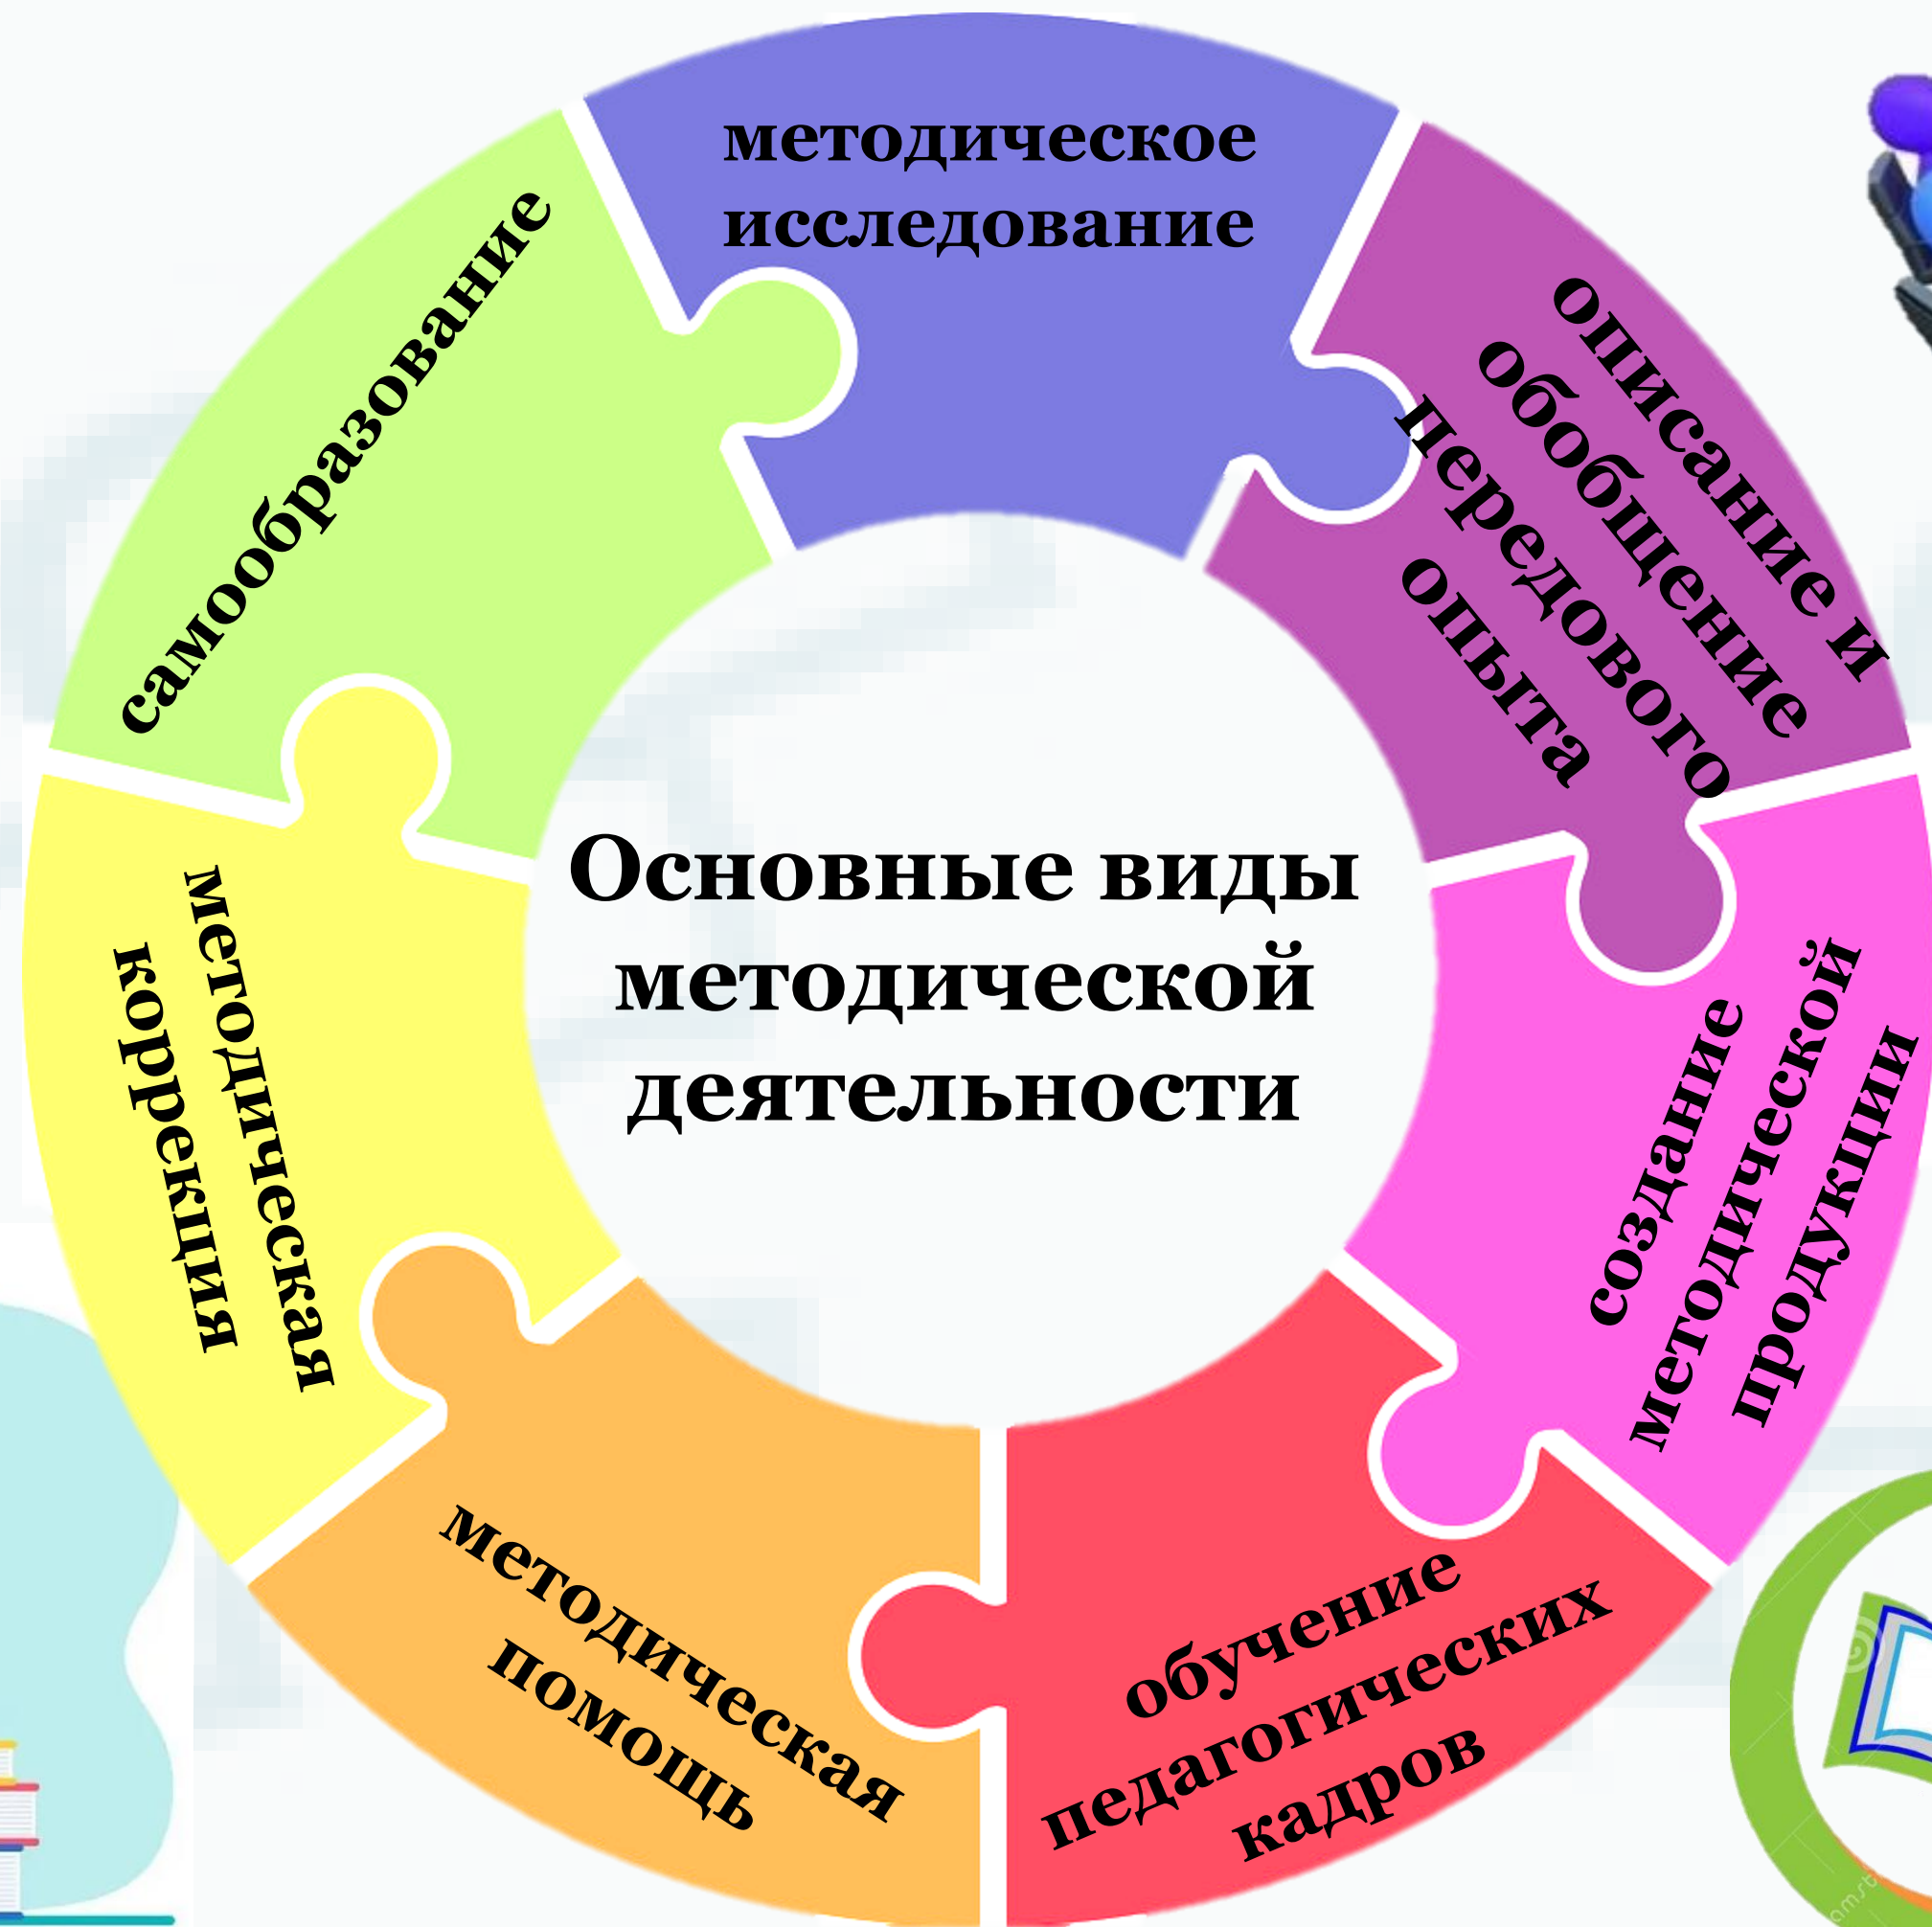 методическое
исследование
описание и
обобщение
передового
опыта
создание
методической
продукции
обучение
педагогических
кадров
методическая
помощь
методическая
коррекция
самообразование
Основные виды
методической
деятельности